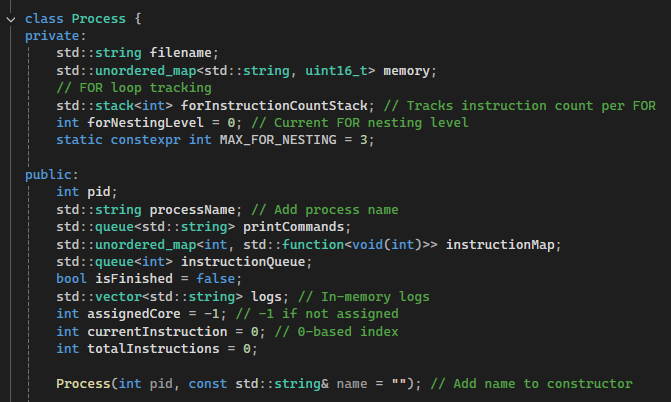 class Process {
private:
    std::string filename;
    std::unordered_map<std::string, uint16_t> memory;
    // FOR loop tracking
    std::stack<int> forInstructionCountStack; // Tracks instruction count per FOR
    int forNestingLevel = 0; // Current FOR nesting level
    static constexpr int MAX_FOR_NESTING = 3;

public:
    int pid;
    std::string processName; // Add process name
    std::queue<std::string> printCommands;
    std::unordered_map<int, std::function<void(int)>> instructionMap;
    std::queue<int> instructionQueue;
    bool isFinished = false;
    std::vector<std::string> logs; // In-memory logs
    int assignedCore = -1; // -1 if not assigned
    int currentInstruction = 0; // 0-based index
    int totalInstructions = 0;

    Process(int pid, const std::string& name = ""); // Add name to constructor